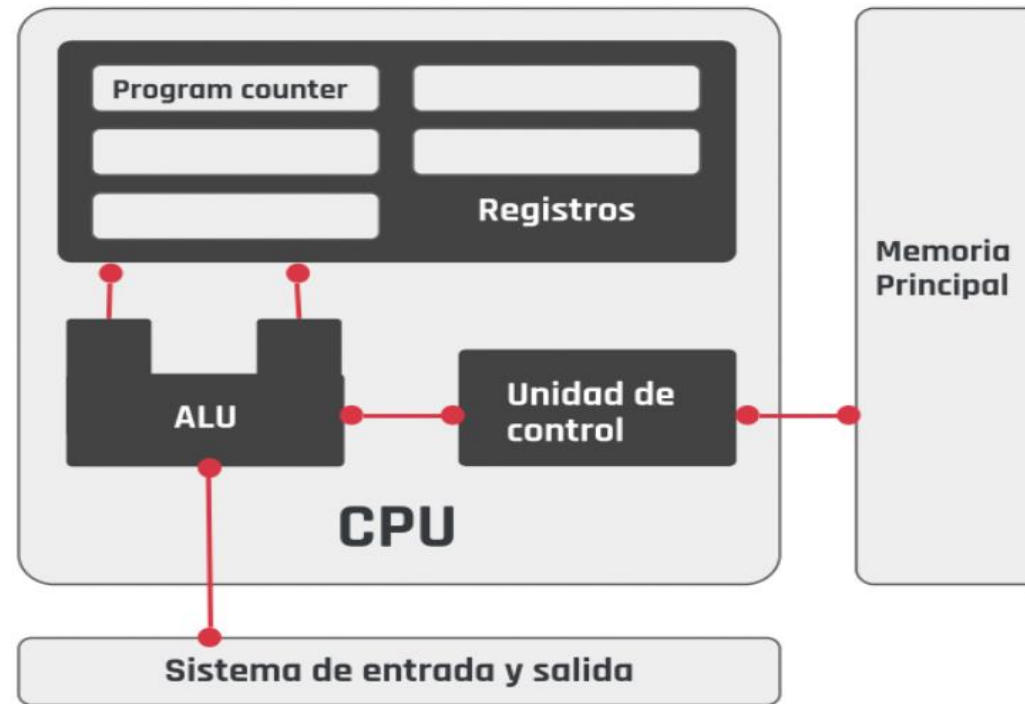 Program counter
Registros
Memoria
Principal
ALU
Unidad de
control
CPU
Sistema de entrada y salida